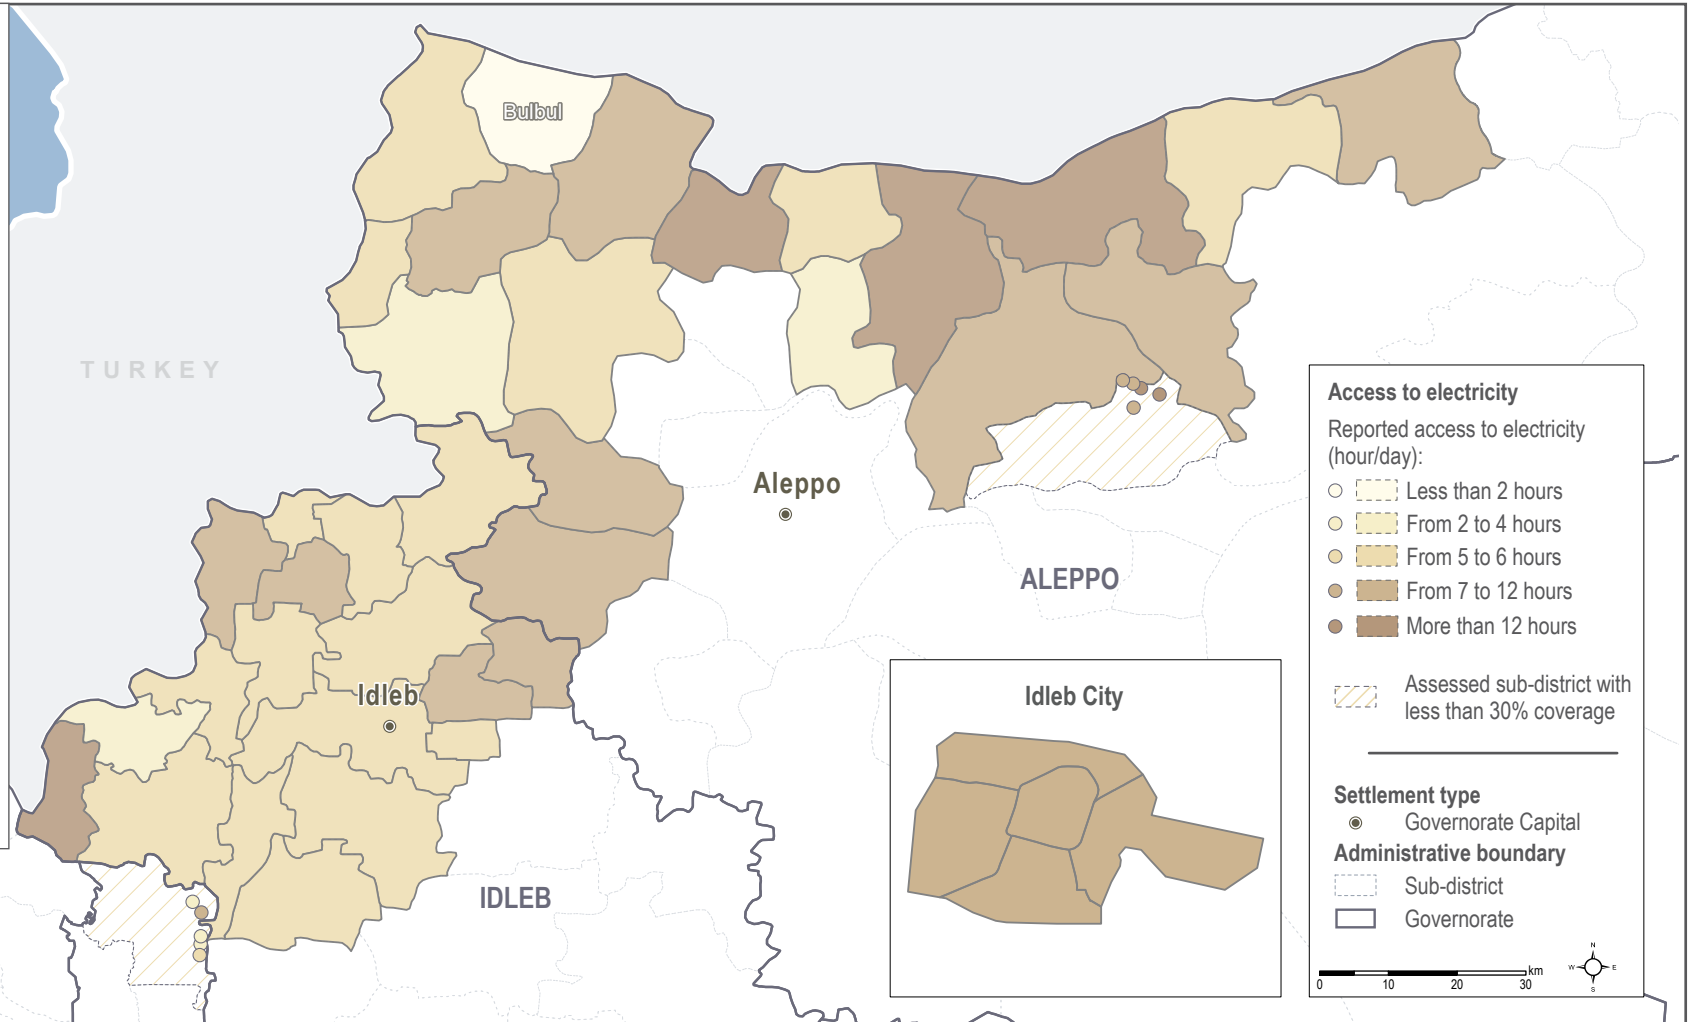 Bulbul
TURKEY
Aleppo
ALEPPO
Idleb
IDLEB
Idleb City
Access to electricity
Reported access to electricity
(hour/day):
Less than 2 hours
From 2 to 4 hours
From 5 to 6 hours
From 7 to 12 hours
More than 12 hours
Assessed sub-district with
less than 30% coverage
Settlement type
Governorate Capital
Administrative boundary
Sub-district
Governorate
N
W E
S
km
0 10 20 30